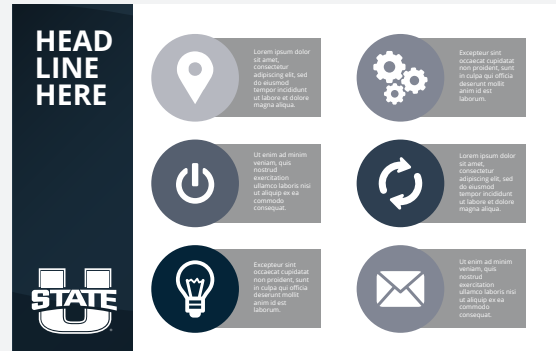 HEAD
LINE
HERE
Lorem ipsum dolor
sit amet,
consectetur
adipiscing elit, sed
do eiusmod
tempor incididunt
ut labore et dolore
magna aliqua.
Excepteur sint
occaecat cupidatat
non proident, sunt
in culpa qui officia
deserunt mollit
anim id est
laborum.
Ut enim ad minim
veniam, quis
nostrud
exercitation
ullamco laboris nisi
ut aliquip ex ea
commodo
consequat.
Lorem ipsum dolor
sit amet,
consectetur
adipiscing elit, sed
do eiusmod
tempor incididunt
ut labore et dolore
magna aliqua.
Excepteur sint
occaecat cupidatat
non proident, sunt
in culpa qui officia
deserunt mollit
anim id est
laborum.
Ut enim ad minim
veniam, quis
nostrud
exercitation
ullamco laboris nisi
ut aliquip ex ea
commodo
consequat.
U STATE